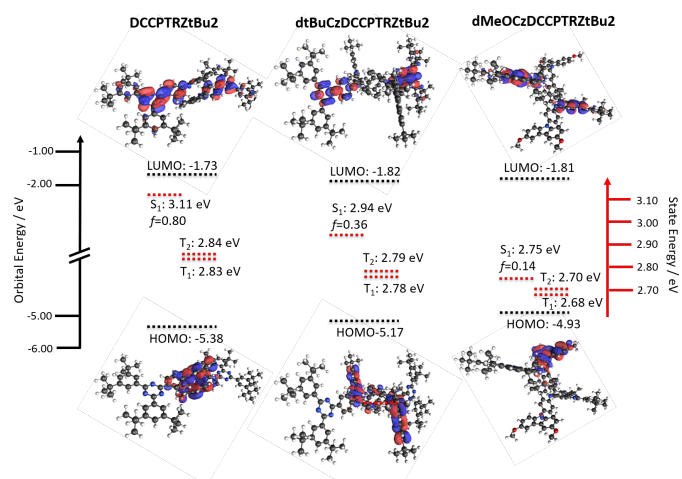 DCCPTRZtBu2
dtBuCzDCCPTRZtBu2
dMeOCzDCCPTRZtBu2
Orbital Energy / eV
-1.00
-2.00
-5.00
-6.00
LUMO: -1.73
S1: 3.11 eV
f=0.80
T2: 2.84 eV
T1: 2.83 eV
HOMO: -5.38
LUMO: -1.82
S1: 2.94 eV
f=0.36
T2: 2.79 eV
T1: 2.78 eV
HOMO-5.17
LUMO: -1.81
S1: 2.75 eV
f=0.14
T2: 2.70 eV
T1: 2.68 eV
HOMO: -4.93
3.10
3.00
2.90
2.80
2.70
State Energy / eV